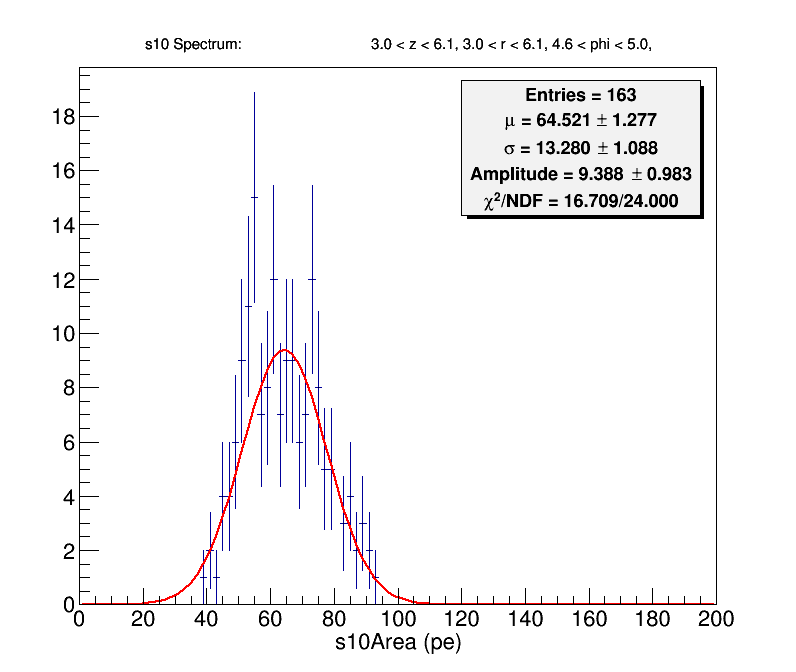 s10 Spectrum: 3.0 < z < 6.1, 3.0 < r < 6.1, 4.6 < phi < 5.0,
Entries = 163
μ = 64.521 ± 1.277
σ = 13.280 ± 1.088
Amplitude = 9.388 ± 0.983
χ²/NDF = 16.709/24.000
18
16
14
12
10
8
6
4
2
0
0 20 40 60 80 100 120 140 160 180 200
s10Area (pe)